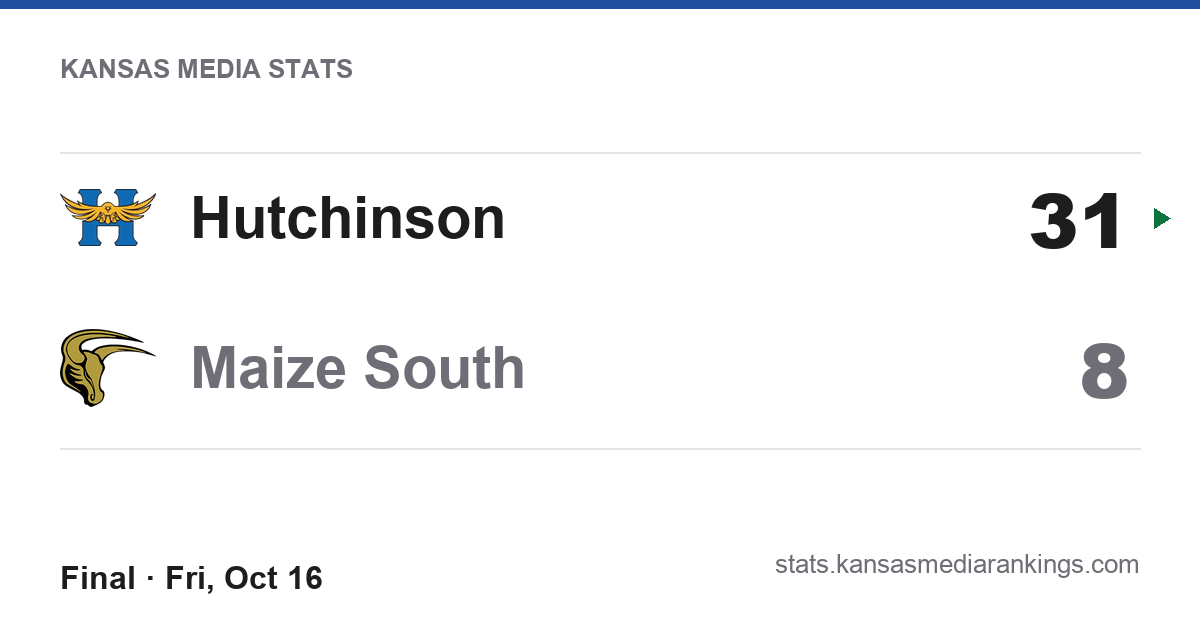 KANSAS MEDIA STATS
H
Hutchinson 31
Maize South 8
Final · Fri, Oct 16
stats.kansasmediarankings.com